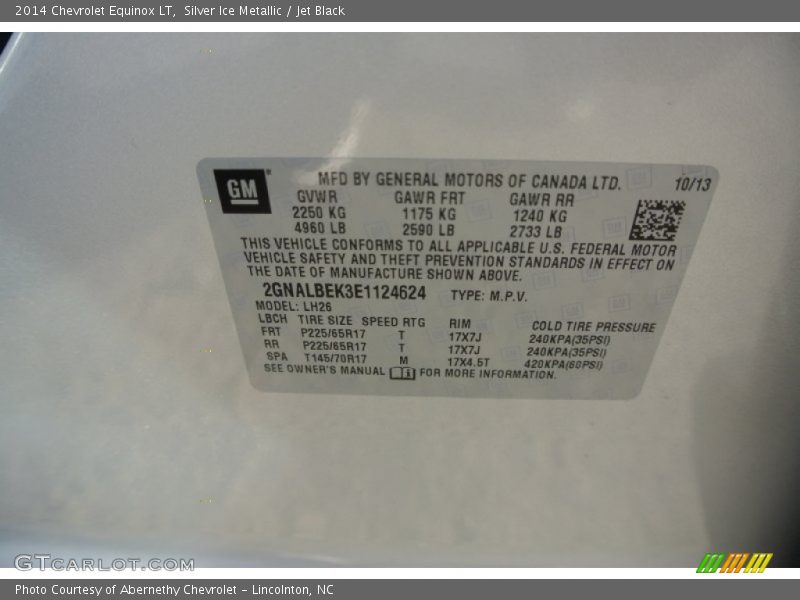 2014 Chevrolet Equinox LT,  Silver Ice Metallic / Jet Black
GM
MFD BY GENERAL MOTORS OF CANADA LTD. 10/13
GVWR GAWR FRT GAWR RR
2250 KG 1175 KG 1240 KG
4960 LB 2590 LB 2733 LB
THIS VEHICLE CONFORMS TO ALL APPLICABLE U.S. FEDERAL MOTOR
VEHICLE SAFETY AND THEFT PREVENTION STANDARDS IN EFFECT ON
THE DATE OF MANUFACTURE SHOWN ABOVE.
2GNALBEK3E1124624 TYPE: M.P.V.
MODEL: LH26
LBCH TIRE SIZE SPEED RTG RIM COLD TIRE PRESSURE
FRT P225/65R17 T 17X7J 240KPA(35PSI)
RR P225/65R17 T 17X7J 240KPA(35PSI)
SPA T145/70R17 M 17X4.5T 420KPA(60PSI)
SEE OWNER'S MANUAL FOR MORE INFORMATION.
GTCARLOT.COM
Photo Courtesy of Abernethy Chevrolet – Lincolnton, NC